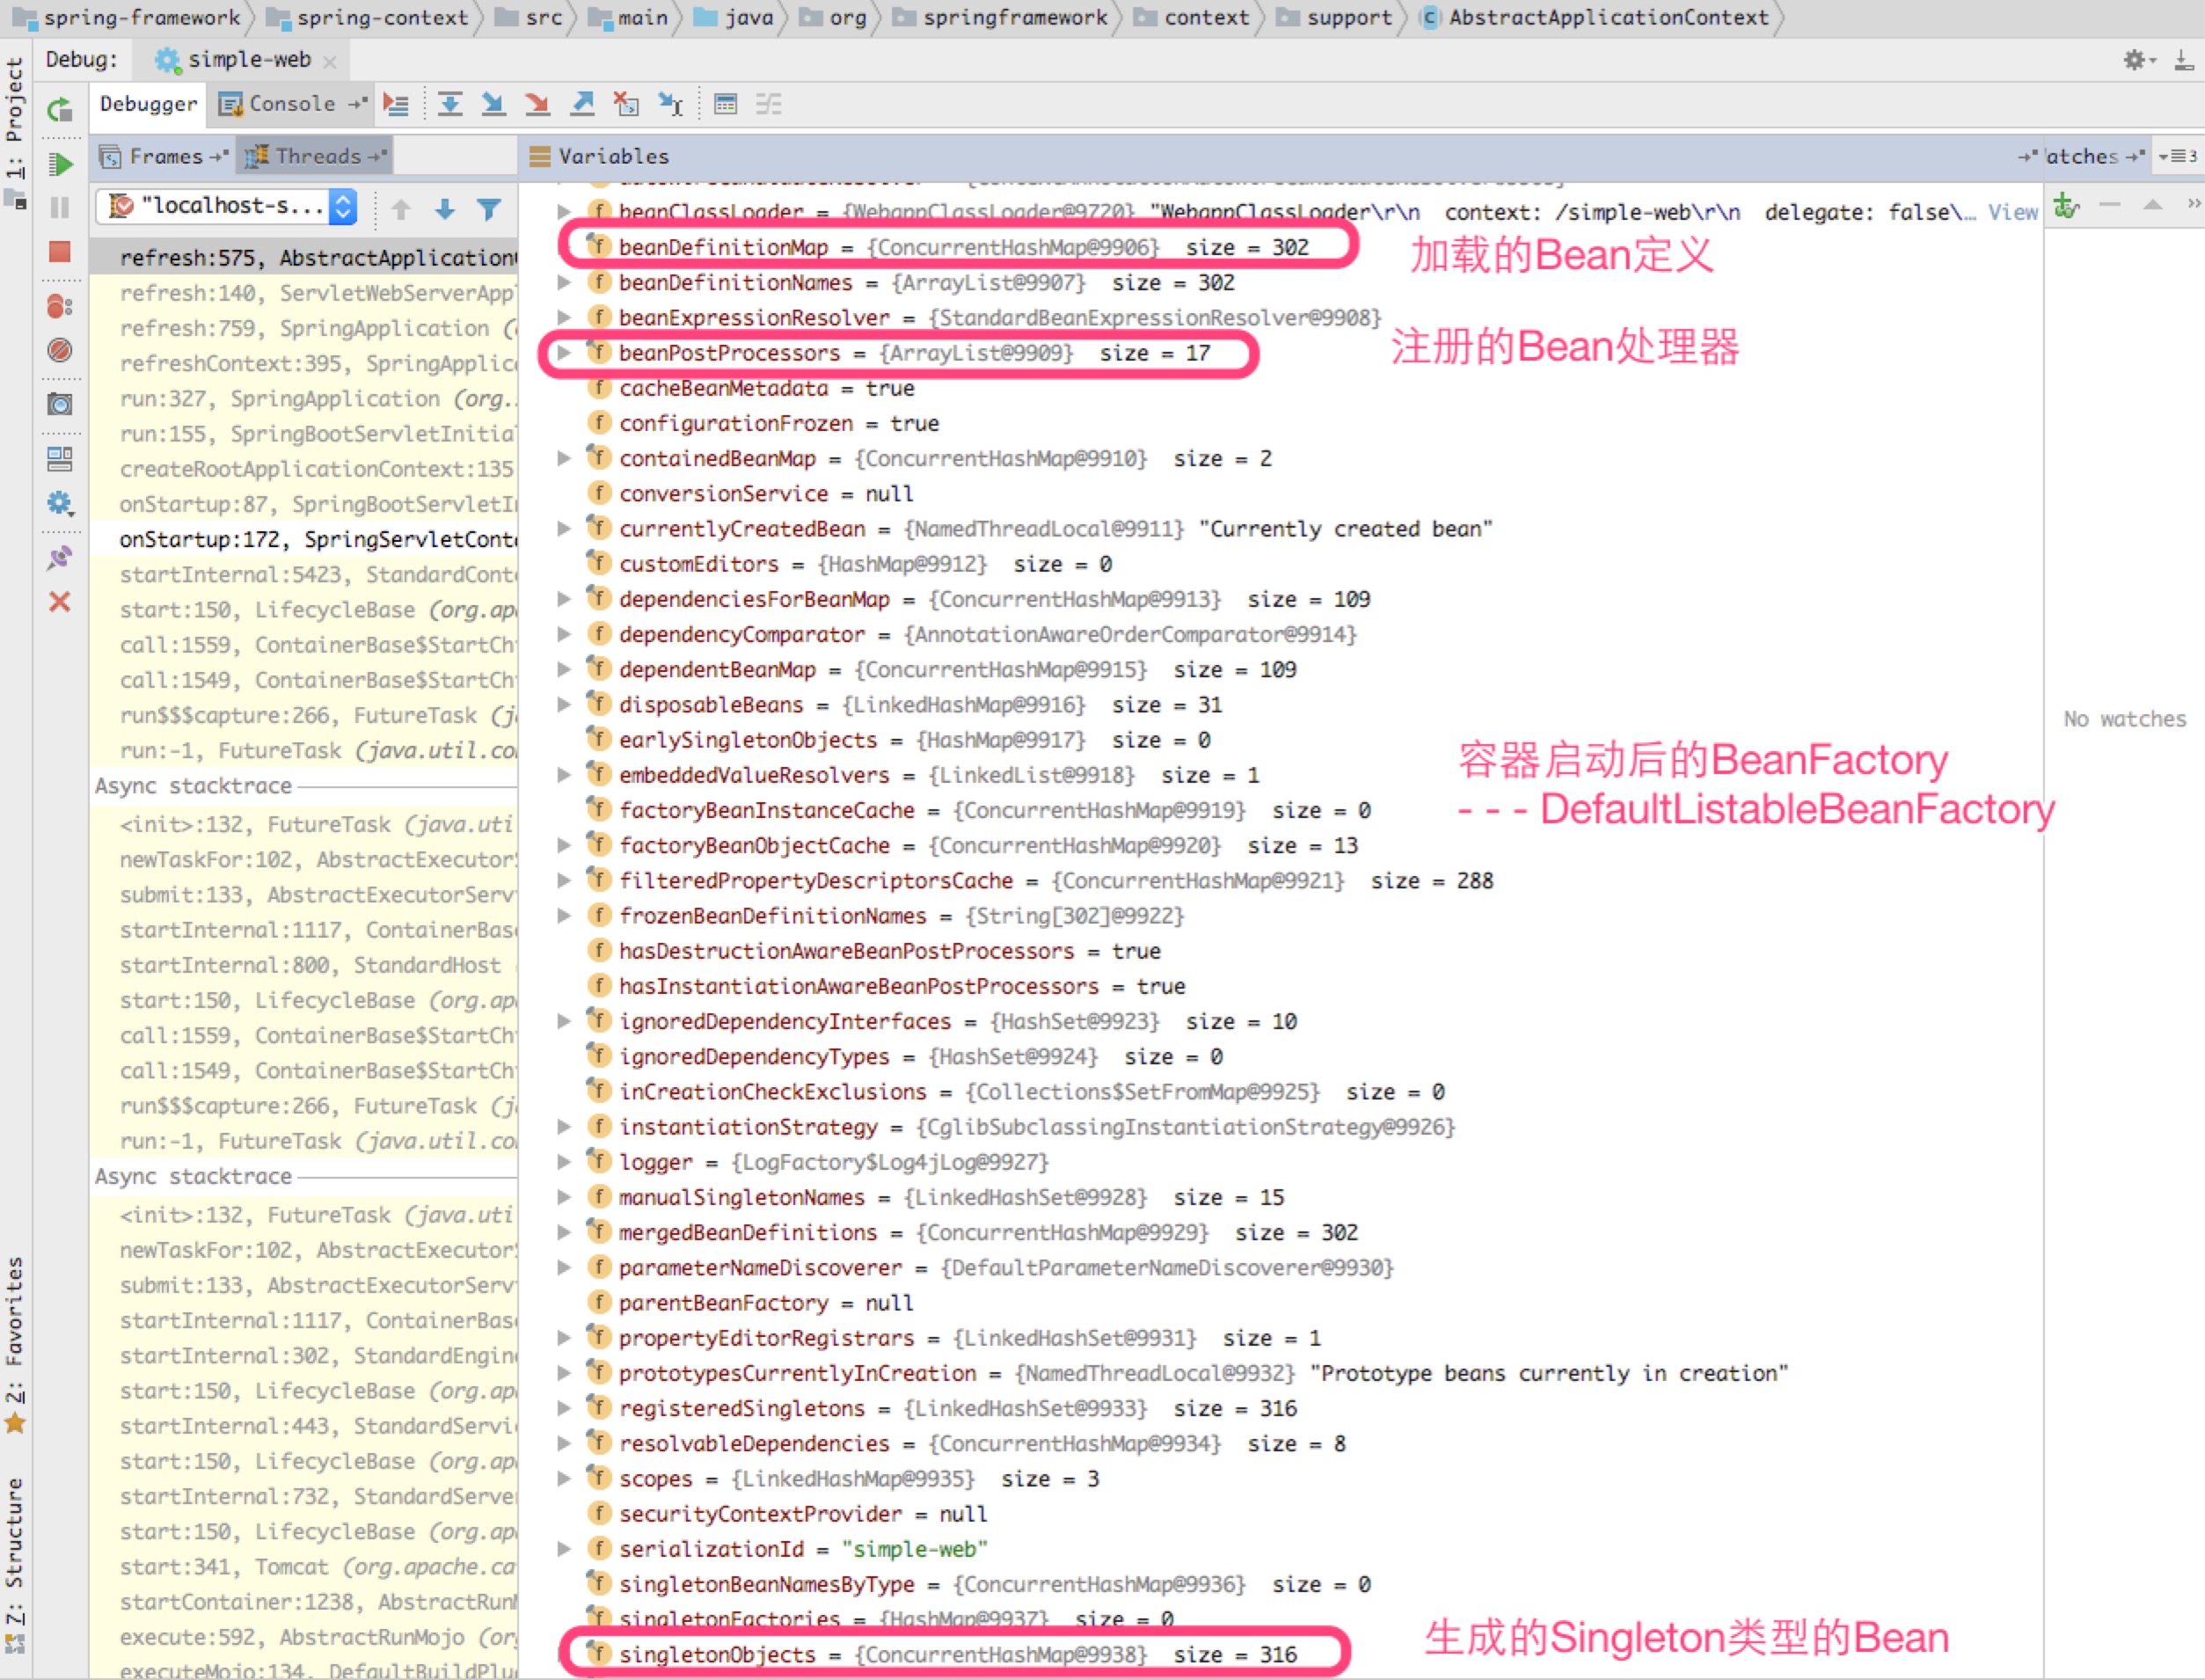 spring-framework spring-context src main java org springframework context support AbstractApplicationContext
Debug: simple-web
Debugger Console
Frames Threads Variables atches 3
1: Project
2: Favorites
7: Structure
"localhost-s...
refresh:575, AbstractApplication
refresh:140, ServletWebServerAppl
refresh:759, SpringApplication (
refreshContext:395, SpringApplic
run:327, SpringApplication (org.
run:155, SpringBootServletInitia
createRootApplicationContext:135
onStartup:87, SpringBootServletI
onStartup:172, SpringServletCont
startInternal:5423, StandardCont
start:150, LifecycleBase (org.ap
call:1559, ContainerBase$StartCh
call:1549, ContainerBase$StartCh
run$$$capture:266, FutureTask (j
run:-1, FutureTask (java.util.co
Async stacktrace
<init>:132, FutureTask (java.uti
newTaskFor:102, AbstractExecutor
submit:133, AbstractExecutorServ
startInternal:1117, ContainerBas
startInternal:800, StandardHost
start:150, LifecycleBase (org.ap
call:1559, ContainerBase$StartCh
call:1549, ContainerBase$StartCh
run$$$capture:266, FutureTask (j
run:-1, FutureTask (java.util.co
Async stacktrace
<init>:132, FutureTask (java.uti
newTaskFor:102, AbstractExecutor
submit:133, AbstractExecutorServ
startInternal:1117, ContainerBas
startInternal:302, StandardEngin
start:150, LifecycleBase (org.ap
startInternal:443, StandardServi
start:150, LifecycleBase (org.ap
startInternal:732, StandardServe
start:150, LifecycleBase (org.ap
start:341, Tomcat (org.apache.ca
startContainer:1238, AbstractRun
execute:592, AbstractRunMojo (or
executeMojo:134, DefaultBuildPlu
beanClassLoader = {WebappClassLoader@9720} "WebappClassLoader\r\n context: /simple-web\r\n delegate: false\... View
beanDefinitionMap = {ConcurrentHashMap@9906} size = 302
加载的Bean定义
beanDefinitionNames = {ArrayList@9907} size = 302
beanExpressionResolver = {StandardBeanExpressionResolver@9908}
beanPostProcessors = {ArrayList@9909} size = 17
注册的Bean处理器
cacheBeanMetadata = true
configurationFrozen = true
containedBeanMap = {ConcurrentHashMap@9910} size = 2
conversionService = null
currentlyCreatedBean = {NamedThreadLocal@9911} "Currently created bean"
customEditors = {HashMap@9912} size = 0
dependenciesForBeanMap = {ConcurrentHashMap@9913} size = 109
dependencyComparator = {AnnotationAwareOrderComparator@9914}
dependentBeanMap = {ConcurrentHashMap@9915} size = 109
disposableBeans = {LinkedHashMap@9916} size = 31
earlySingletonObjects = {HashMap@9917} size = 0
embeddedValueResolvers = {LinkedList@9918} size = 1
容器启动后的BeanFactory
- - - DefaultListableBeanFactory
factoryBeanInstanceCache = {ConcurrentHashMap@9919} size = 0
factoryBeanObjectCache = {ConcurrentHashMap@9920} size = 13
filteredPropertyDescriptorsCache = {ConcurrentHashMap@9921} size = 288
frozenBeanDefinitionNames = {String[302]@9922}
hasDestructionAwareBeanPostProcessors = true
hasInstantiationAwareBeanPostProcessors = true
ignoredDependencyInterfaces = {HashSet@9923} size = 10
ignoredDependencyTypes = {HashSet@9924} size = 0
inCreationCheckExclusions = {Collections$SetFromMap@9925} size = 0
instantiationStrategy = {CglibSubclassingInstantiationStrategy@9926}
logger = {LogFactory$Log4jLog@9927}
manualSingletonNames = {LinkedHashSet@9928} size = 15
mergedBeanDefinitions = {ConcurrentHashMap@9929} size = 302
parameterNameDiscoverer = {DefaultParameterNameDiscoverer@9930}
parentBeanFactory = null
propertyEditorRegistrars = {LinkedHashSet@9931} size = 1
prototypesCurrentlyInCreation = {NamedThreadLocal@9932} "Prototype beans currently in creation"
registeredSingletons = {LinkedHashSet@9933} size = 316
resolvableDependencies = {ConcurrentHashMap@9934} size = 8
scopes = {LinkedHashMap@9935} size = 3
securityContextProvider = null
serializationId = "simple-web"
singletonBeanNamesByType = {ConcurrentHashMap@9936} size = 0
singletonFactories = {HashMap@9937} size = 0
singletonObjects = {ConcurrentHashMap@9938} size = 316
生成的Singleton类型的Bean
No watches